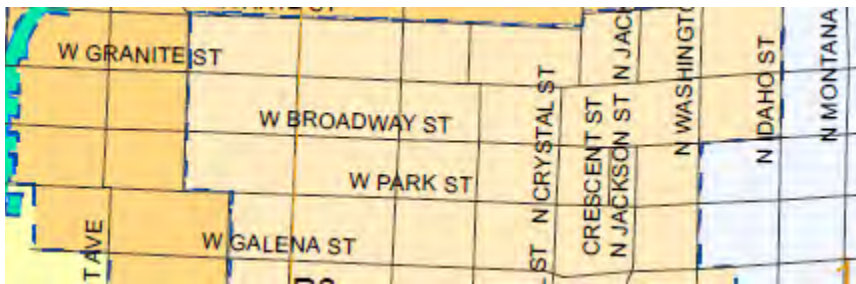 W GRANITE ST
W BROADWAY ST
W PARK ST
W GALENA ST
T AVE
ST
N CRYSTAL ST
CRESCENT ST
N JACKSON ST
N JACK
N WASHINGTO
N IDAHO ST
N MONTANA